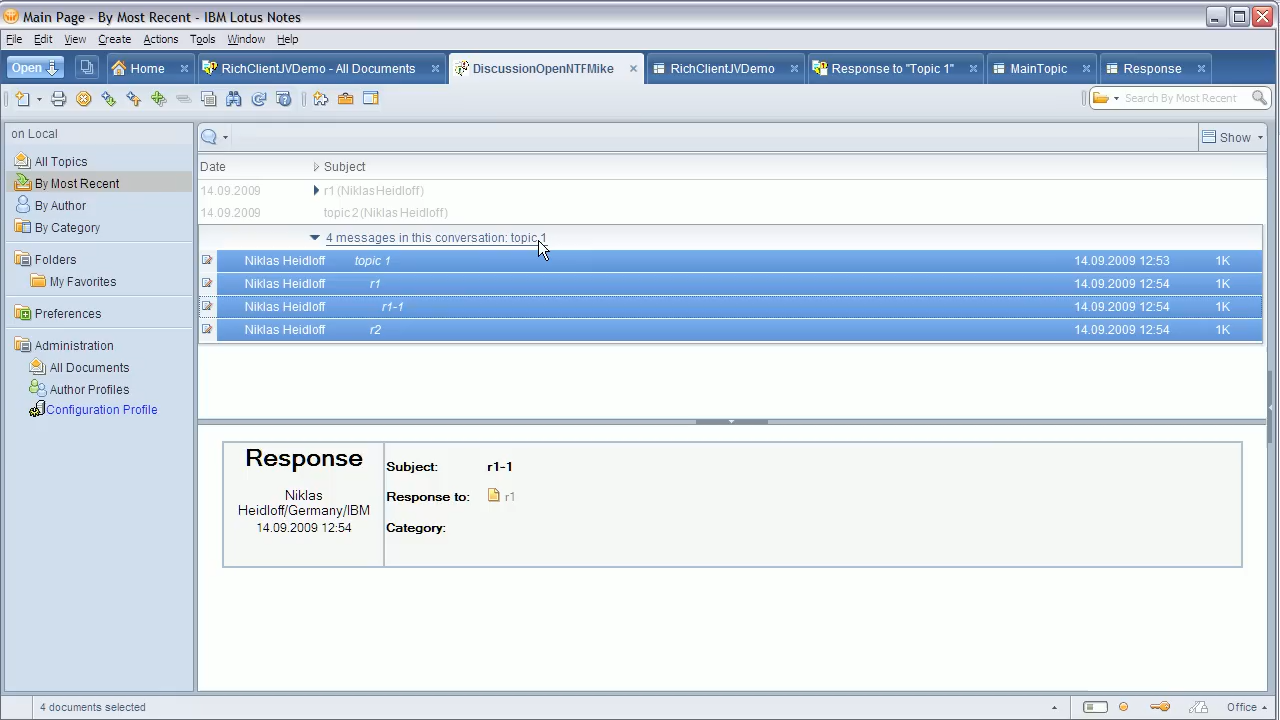 Main Page - By Most Recent - IBM Lotus Notes
File Edit View Create Actions Tools Window Help
Open Home RichClientJVDemo - All Documents DiscussionOpenNTFMike RichClientJVDemo Response to "Topic 1" MainTopic Response
Search By Most Recent
on Local
Show
All Topics
By Most Recent
By Author
By Category
Folders
My Favorites
Preferences
Administration
All Documents
Author Profiles
Configuration Profile
Date Subject
14.09.2009 r1 (Niklas Heidloff)
14.09.2009 topic 2 (Niklas Heidloff)
4 messages in this conversation: topic 1
Niklas Heidloff topic 1 14.09.2009 12:53 1K
Niklas Heidloff r1 14.09.2009 12:54 1K
Niklas Heidloff r1-1 14.09.2009 12:54 1K
Niklas Heidloff r2 14.09.2009 12:54 1K
Response
Niklas
Heidloff/Germany/IBM
14.09.2009 12:54
Subject: r1-1
Response to: r1
Category:
4 documents selected
Office